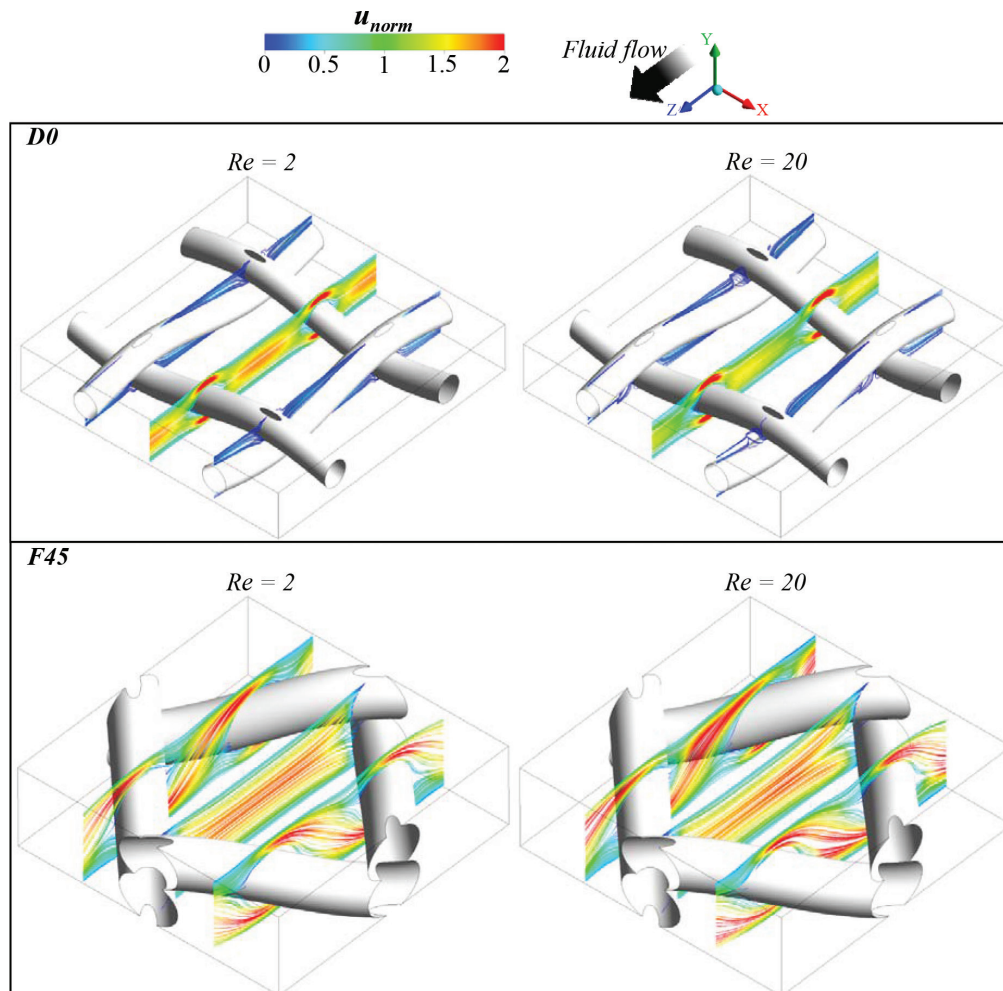 u_norm
0 0.5 1 1.5 2
Fluid flow
Y
Z
X
D0
Re = 2
Re = 20
F45
Re = 2
Re = 20